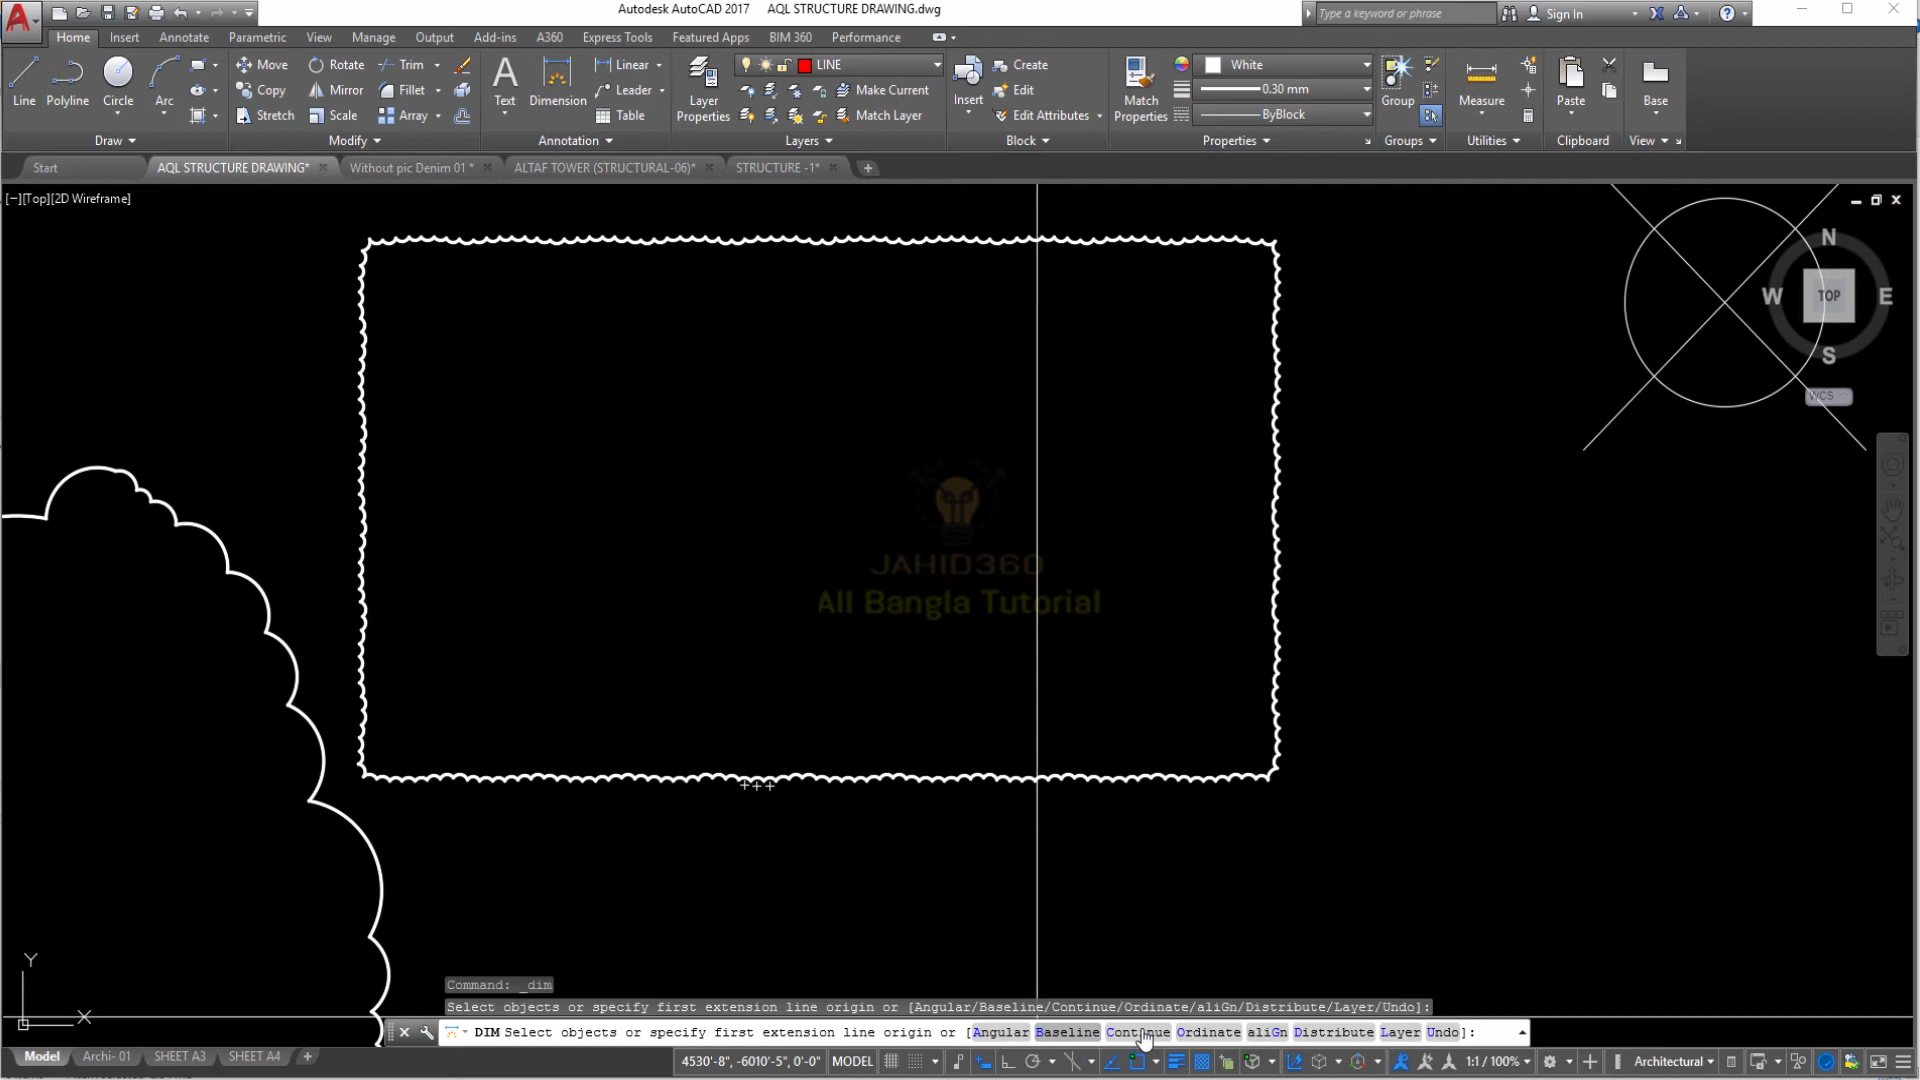 Autodesk AutoCAD 2017 AQL STRUCTURE DRAWING.dwg
Type a keyword or phrase
Sign In
Home Insert Annotate Parametric View Manage Output Add-ins A360 Express Tools Featured Apps BIM 360 Performance
Line Polyline Circle Arc
Draw
Move Rotate Trim
Copy Mirror Fillet
Stretch Scale Array
Modify
Text Dimension
Linear
Leader
Table
Annotation
Layer Properties
LINE
Make Current
Match Layer
Layers
Insert
Create
Edit
Edit Attributes
Block
Match Properties
White
0.30 mm
ByBlock
Properties
Group
Groups
Measure
Utilities
Paste
Clipboard
Base
View
Start AQL STRUCTURE DRAWING* Without pic Denim 01* ALTAF TOWER (STRUCTURAL-06)* STRUCTURE -1*
[−][Top][2D Wireframe]
N
W TOP E
S
WCS
JAHID360
All Bangla Tutorial
Y
X
Command: _dim
Select objects or specify first extension line origin or [Angular/Baseline/Continue/Ordinate/aliGn/Distribute/Layer/Undo]:
DIM Select objects or specify first extension line origin or [Angular Baseline Continue Ordinate aliGn Distribute Layer Undo]:
Model Archi- 01 SHEET A3 SHEET A4
4530'-8", -6010'-5", 0'-0" MODEL 1:1 / 100% Architectural